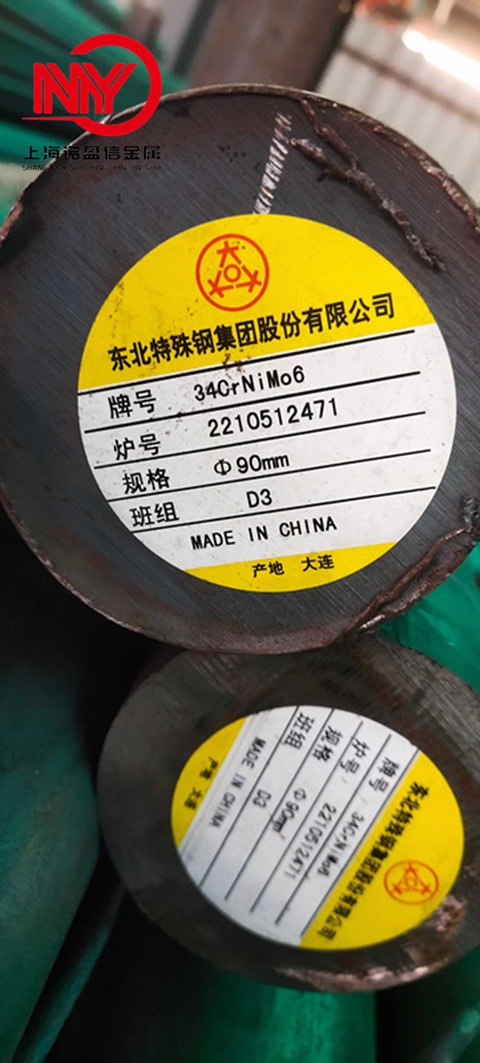 NNY
上海诺盈信金属
东北特殊钢集团股份有限公司
牌号 34CrNiMo6
炉号 2210512471
规格 Φ90mm
班组 D3
MADE IN CHINA
产地 大连
东北特殊钢集团股份有限公司
牌号 34CrNiMo6
炉号 2210512471
规格 Φ90mm
班组 D3
MADE IN CHINA
产地 大连